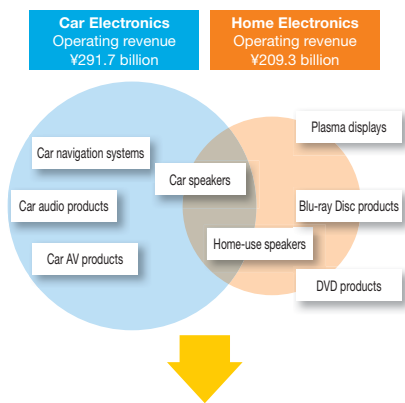 Car Electronics
Operating revenue
¥291.7 billion
Home Electronics
Operating revenue
¥209.3 billion
Plasma displays
Car navigation systems
Car speakers
Car audio products
Blu-ray Disc products
Home-use speakers
Car AV products
DVD products